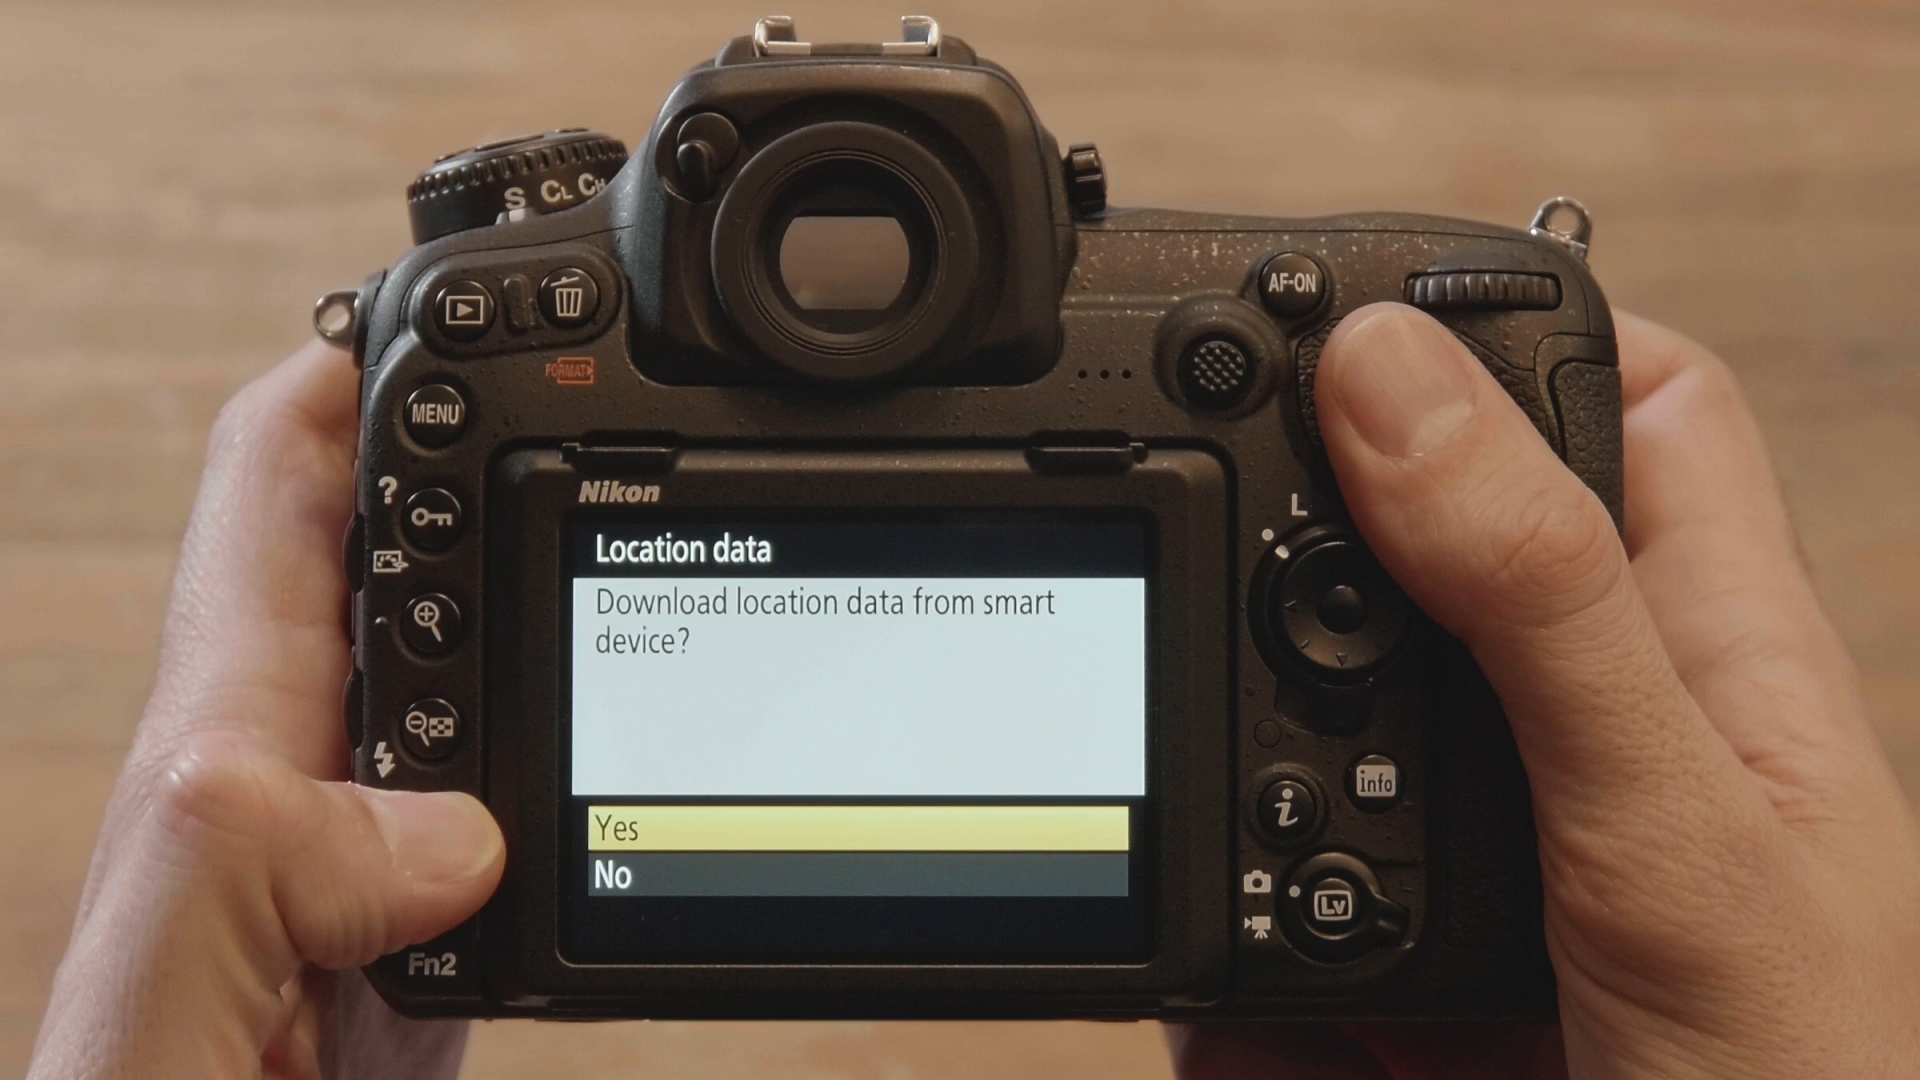 S CL CH
AF-ON
FORMAT
MENU
Nikon
?
L
Location data
Download location data from smart
device?
info
i
Yes
No
Lv
Fn2